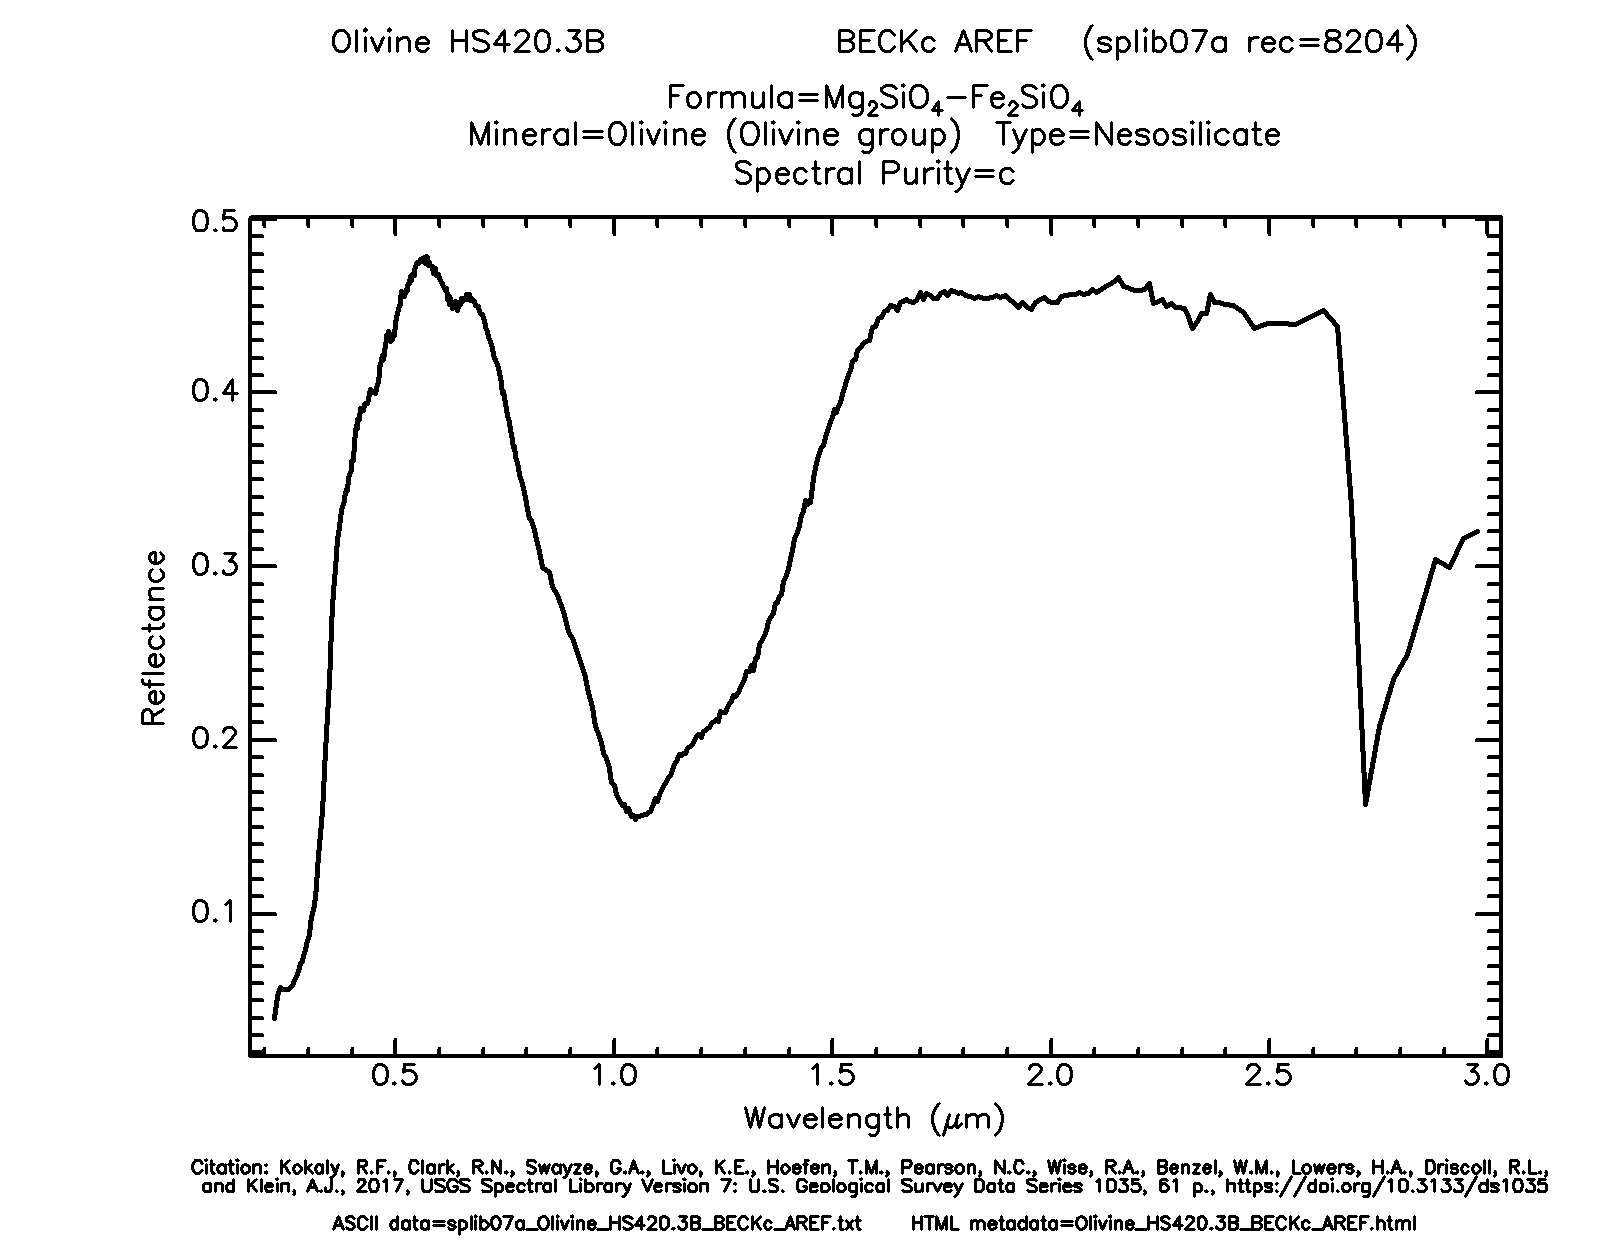 Olivine HS420.3B BECKc AREF (splib07a rec=8204)
Formula=Mg₂SiO₄−Fe₂SiO₄
Mineral=Olivine (Olivine group) Type=Nesosilicate
Spectral Purity=c
0.5
0.4
0.3
0.2
0.1
Reflectance
0.5 1.0 1.5 2.0 2.5 3.0
Wavelength (μm)
Citation: Kokaly, R.F., Clark, R.N., Swayze, G.A., Livo, K.E., Hoefen, T.M., Pearson, N.C., Wise, R.A., Benzel, W.M., Lowers, H.A., Driscoll, R.L.,
and Klein, A.J., 2017, USGS Spectral Library Version 7: U.S. Geological Survey Data Series 1035, 61 p., https://doi.org/10.3133/ds1035
ASCII data=splib07a_Olivine_HS420.3B_BECKc_AREF.txt HTML metadata=Olivine_HS420.3B_BECKc_AREF.html